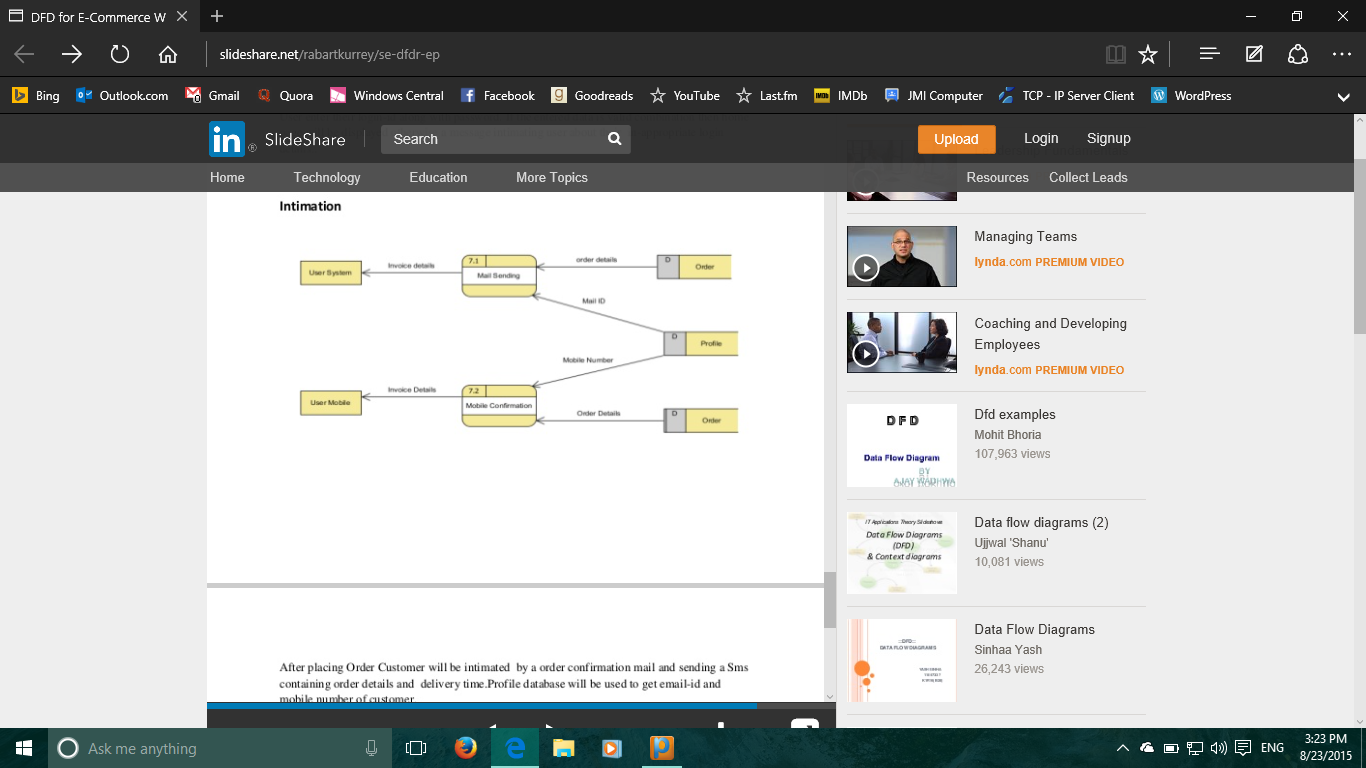 DFD for E-Commerce W
slideshare.net/rabartkurrey/se-dfdr-ep
Bing Outlook.com Gmail Quora Windows Central Facebook Goodreads YouTube Last.fm IMDb JMI Computer TCP - IP Server Client WordPress
in ® SlideShare Search Upload Login Signup
Home Technology Education More Topics Resources Collect Leads
Intimation
User System
Invoice details
7.1
Mail Sending
order details
D
Order
Mail ID
D
Profile
Mobile Number
User Mobile
Invoice Details
7.2
Mobile Confirmation
Order Details
D
Order
After placing Order Customer will be intimated by a order confirmation mail and sending a Sms
containing order details and delivery time.Profile database will be used to get email-id and
mobile number of customer.
Managing Teams
lynda.com PREMIUM VIDEO
Coaching and Developing
Employees
lynda.com PREMIUM VIDEO
DFD
Data Flow Diagram
BY
Dfd examples
Mohit Bhoria
107,963 views
IT Applications Theory Slideshows
Data Flow Diagrams
(DFD)
& Context diagrams
Data flow diagrams (2)
Ujjwal 'Shanu'
10,081 views
::DFD::
DATA FLOW DIAGRAMS
Data Flow Diagrams
Sinhaa Yash
26,243 views
Ask me anything
ENG
3:23 PM
8/23/2015